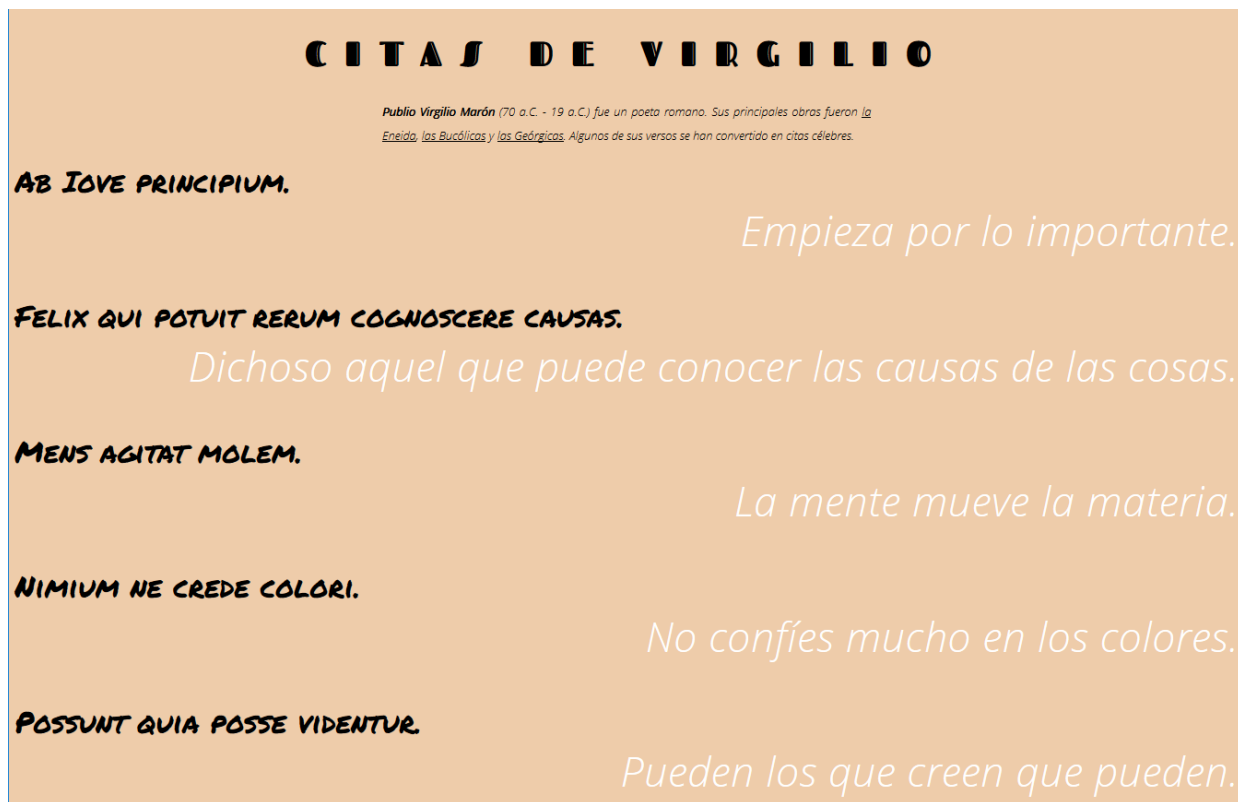 CITAS DE VIRGILIO
Publio Virgilio Marón (70 a.C. - 19 a.C.) fue un poeta romano. Sus principales obras fueron la
Eneida, las Bucólicas y las Geórgicas. Algunos de sus versos se han convertido en citas célebres.
Ab Iove principium.
Empieza por lo importante.
Felix qui potuit rerum cognoscere causas.
Dichoso aquel que puede conocer las causas de las cosas.
Mens agitat molem.
La mente mueve la materia.
Nimium ne crede colori.
No confíes mucho en los colores.
Possunt quia posse videntur.
Pueden los que creen que pueden.